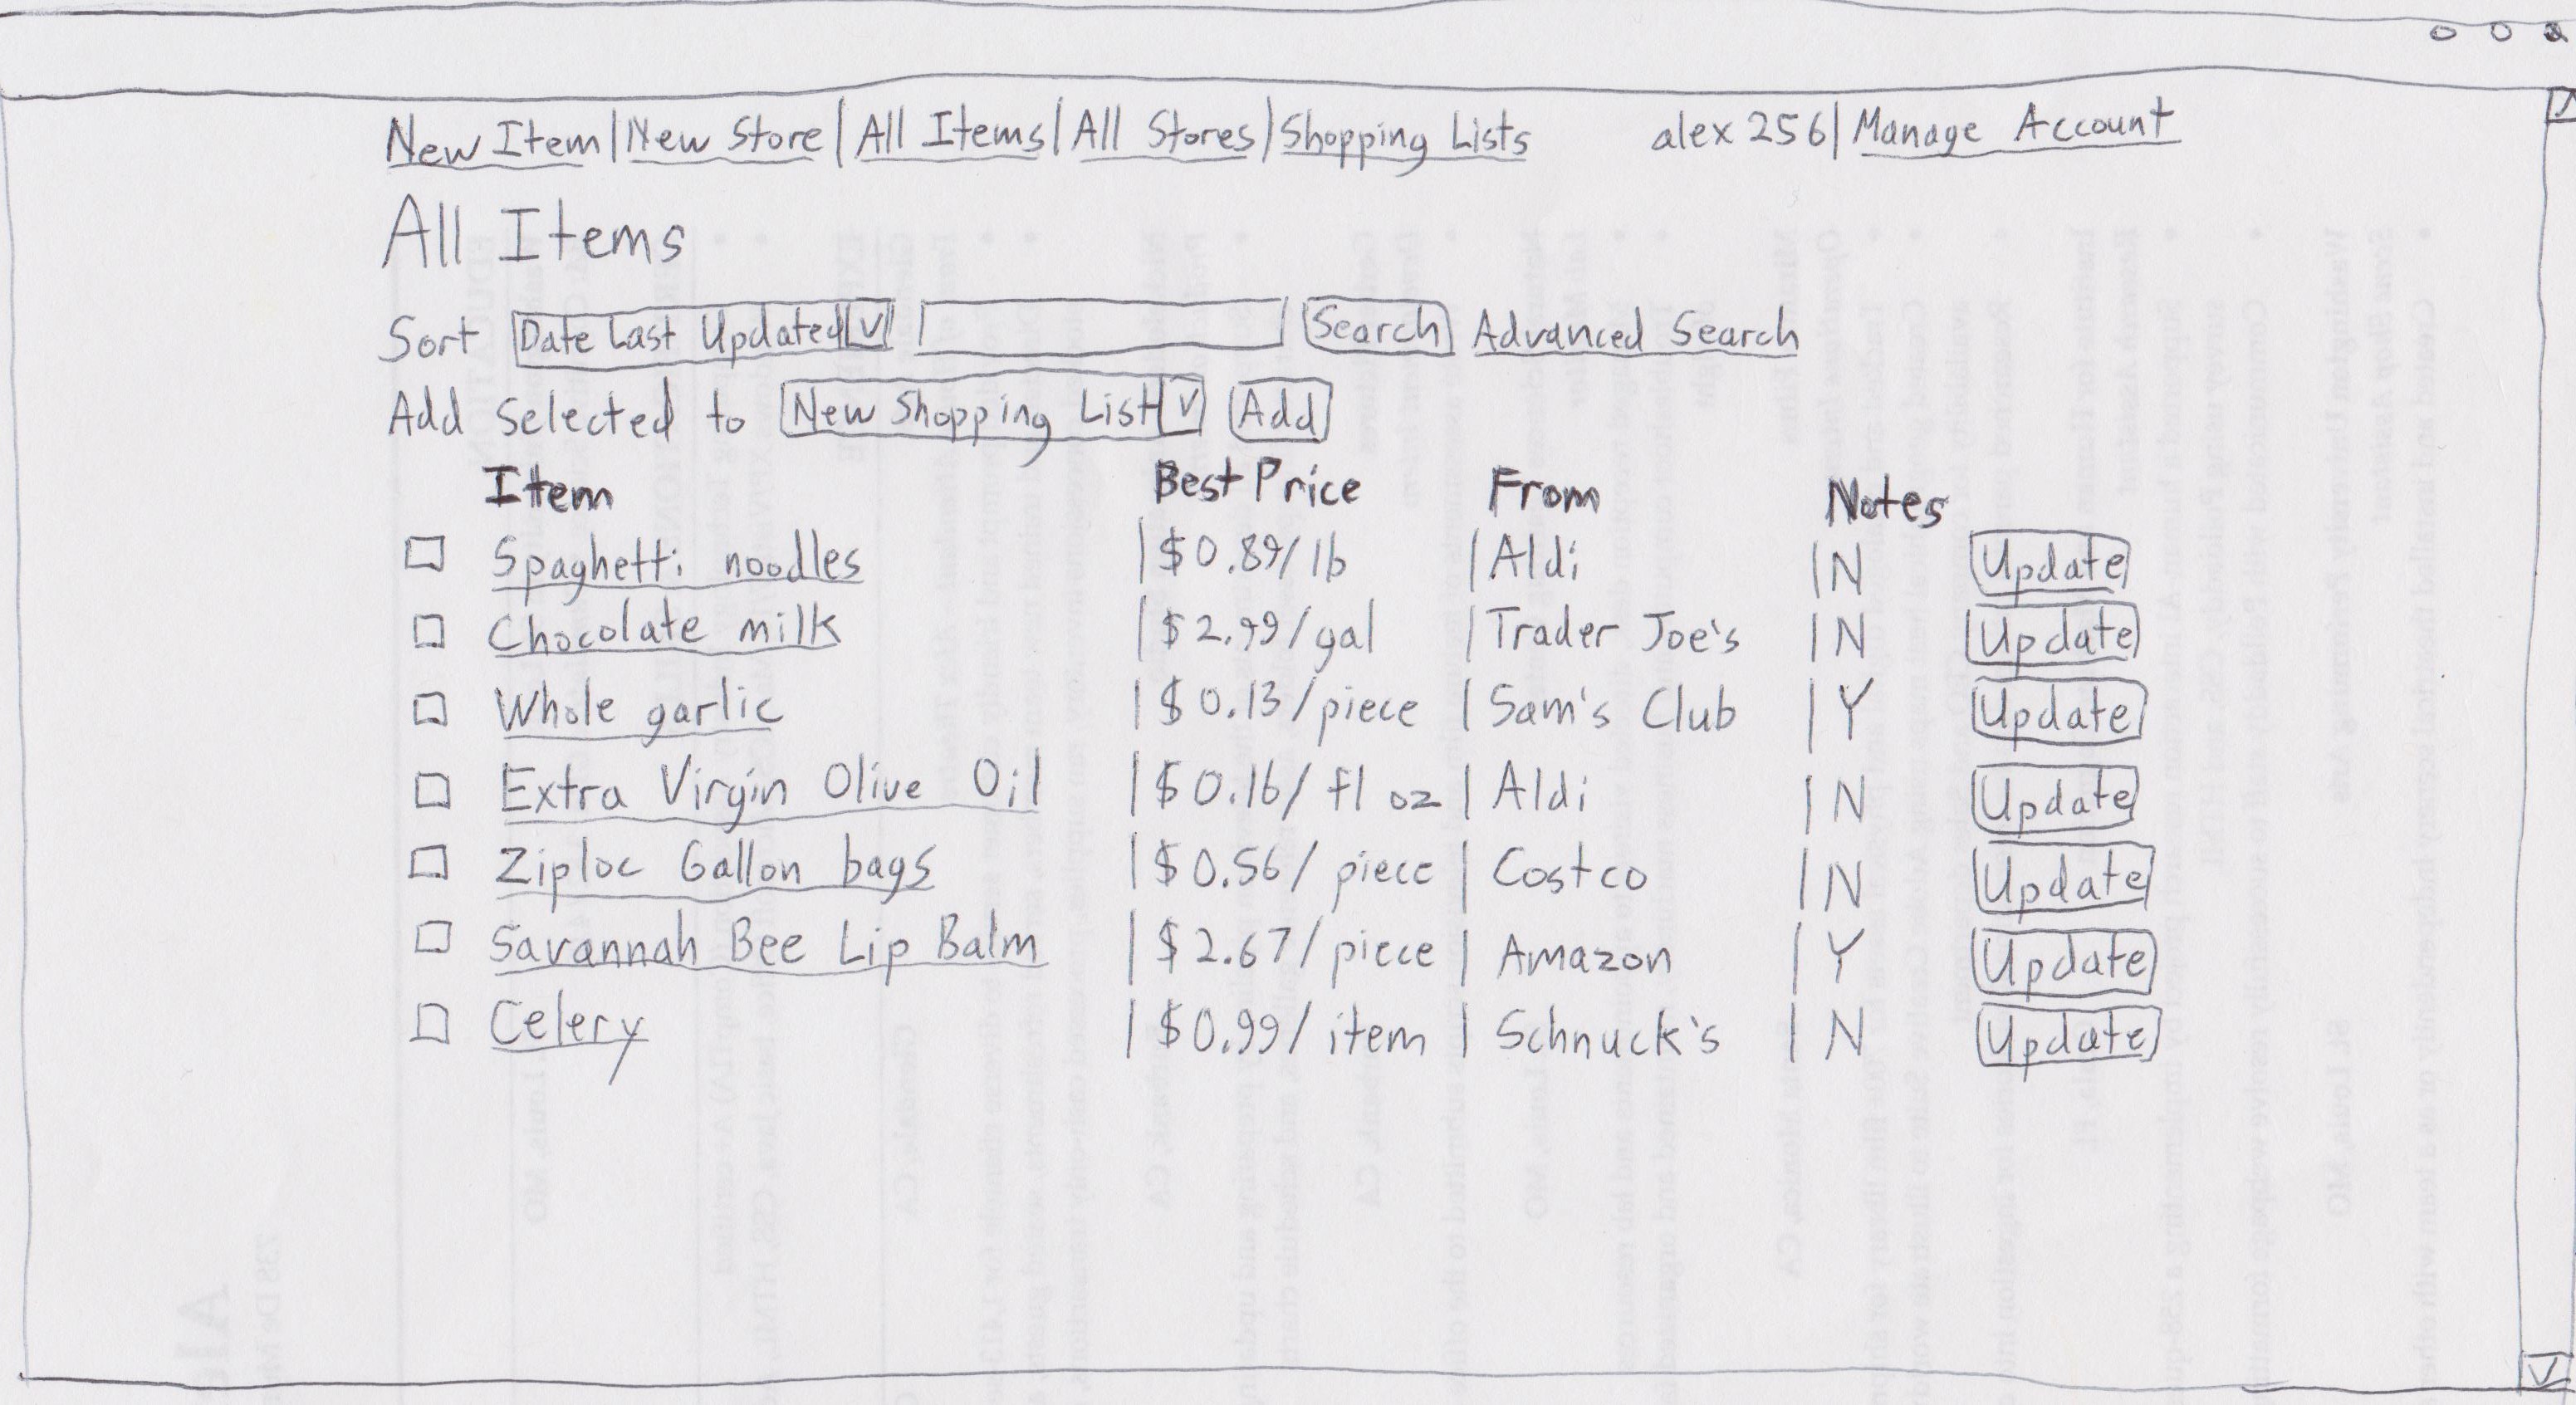 New Item | New Store | All Items | All Stores | Shopping Lists alex256 | Manage Account
All Items
Sort Date Last Updated V Search Advanced Search
Add selected to New Shopping List V Add
Item Best Price From Notes
Spaghetti noodles | $0.89/lb | Aldi | N Update
Chocolate milk | $2.99/gal | Trader Joe's | N Update
Whole garlic | $0.13/piece | Sam's Club | Y Update
Extra Virgin Olive Oil | $0.16/fl oz | Aldi | N Update
Ziploc Gallon bags | $0.56/piece | Costco | N Update
Savannah Bee Lip Balm | $2.67/piece | Amazon | Y Update
Celery | $0.99/item | Schnuck's | N Update